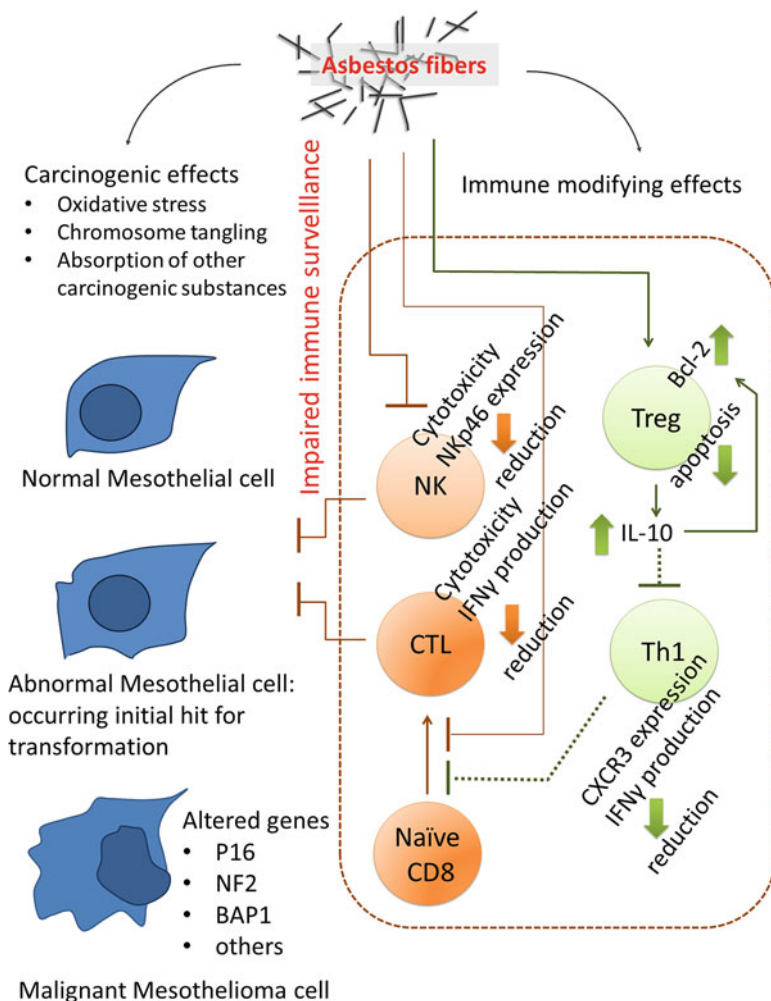 Asbestos fibers
Carcinogenic effects
• Oxidative stress
• Chromosome tangling
• Absorption of other
carcinogenic substances
Immune modifying effects
Impaired immune survelllance
Normal Mesothelial cell
Abnormal Mesothelial cell:
occurring initial hit for
transformation
Altered genes
• P16
• NF2
• BAP1
• others
Malignant Mesothelioma cell
Cytotoxicity
NKp46 expression
reduction
NK
Cytotoxicity
IFNγ production
reduction
CTL
Naïve
CD8
Bcl-2
Treg
apoptosis
IL-10
Th1
CXCR3 expression
IFNγ production
reduction